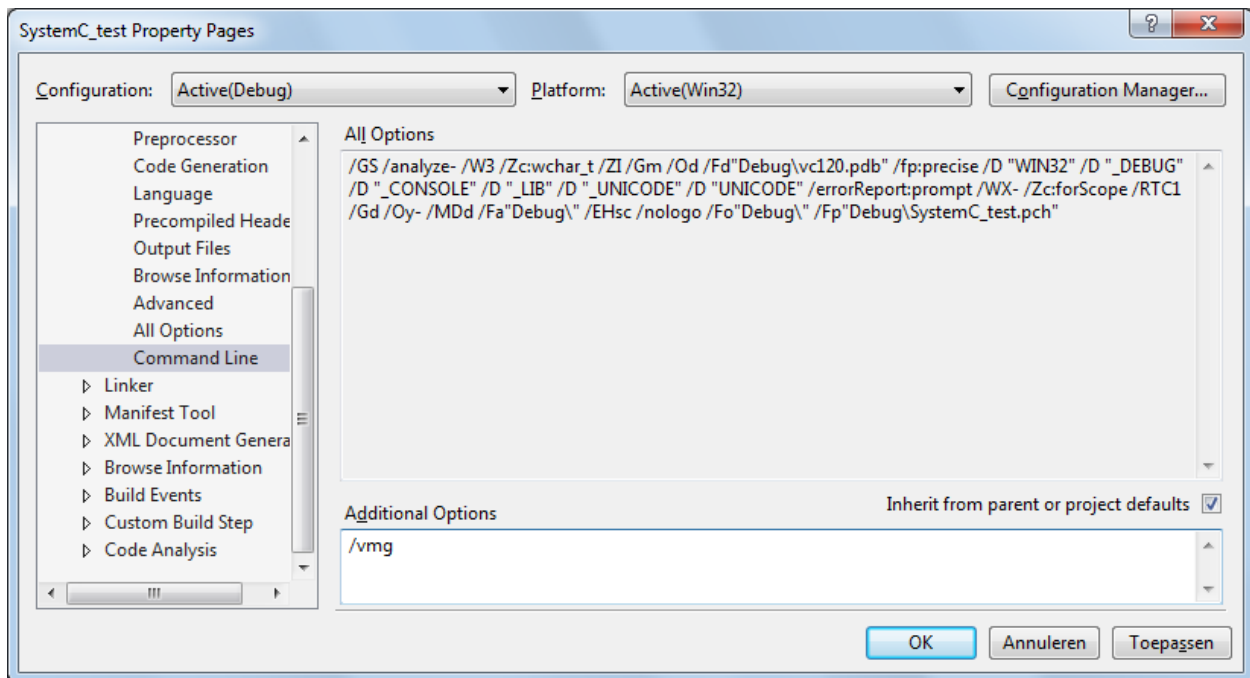 SystemC_test Property Pages
Configuration: Active(Debug) Platform: Active(Win32) Configuration Manager...
Preprocessor
Code Generation
Language
Precompiled Heade
Output Files
Browse Information
Advanced
All Options
Command Line
Linker
Manifest Tool
XML Document Genera
Browse Information
Build Events
Custom Build Step
Code Analysis
All Options
/GS /analyze- /W3 /Zc:wchar_t /ZI /Gm /Od /Fd"Debug\vc120.pdb" /fp:precise /D "WIN32" /D "_DEBUG"
/D "_CONSOLE" /D "_LIB" /D "_UNICODE" /D "UNICODE" /errorReport:prompt /WX- /Zc:forScope /RTC1
/Gd /Oy- /MDd /Fa"Debug\" /EHsc /nologo /Fo"Debug\" /Fp"Debug\SystemC_test.pch"
Inherit from parent or project defaults
Additional Options
/vmg
OK Annuleren Toepassen